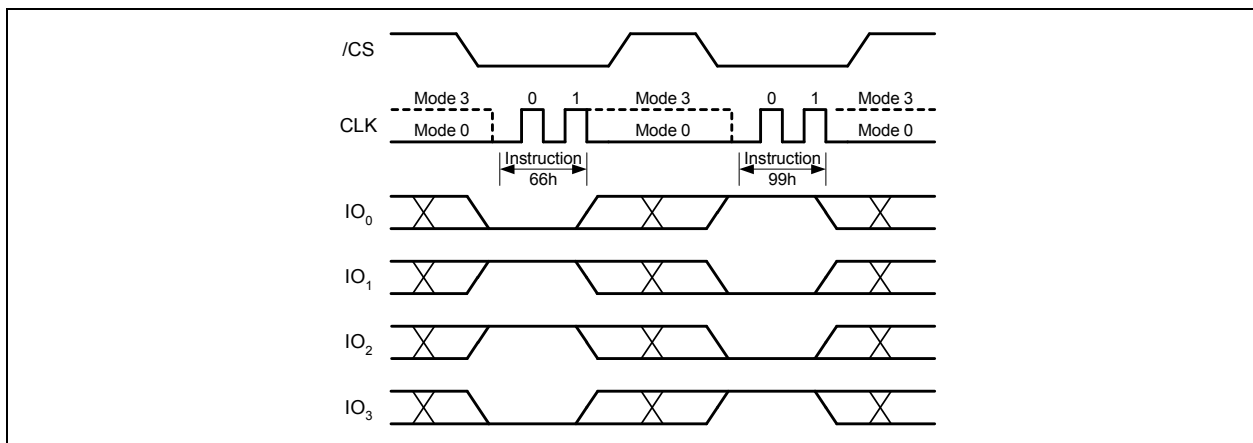 /CS
Mode 3 0 1 Mode 3 0 1 Mode 3
CLK Mode 0 Mode 0 Mode 0
Instruction Instruction
66h 99h
IO0
IO1
IO2
IO3